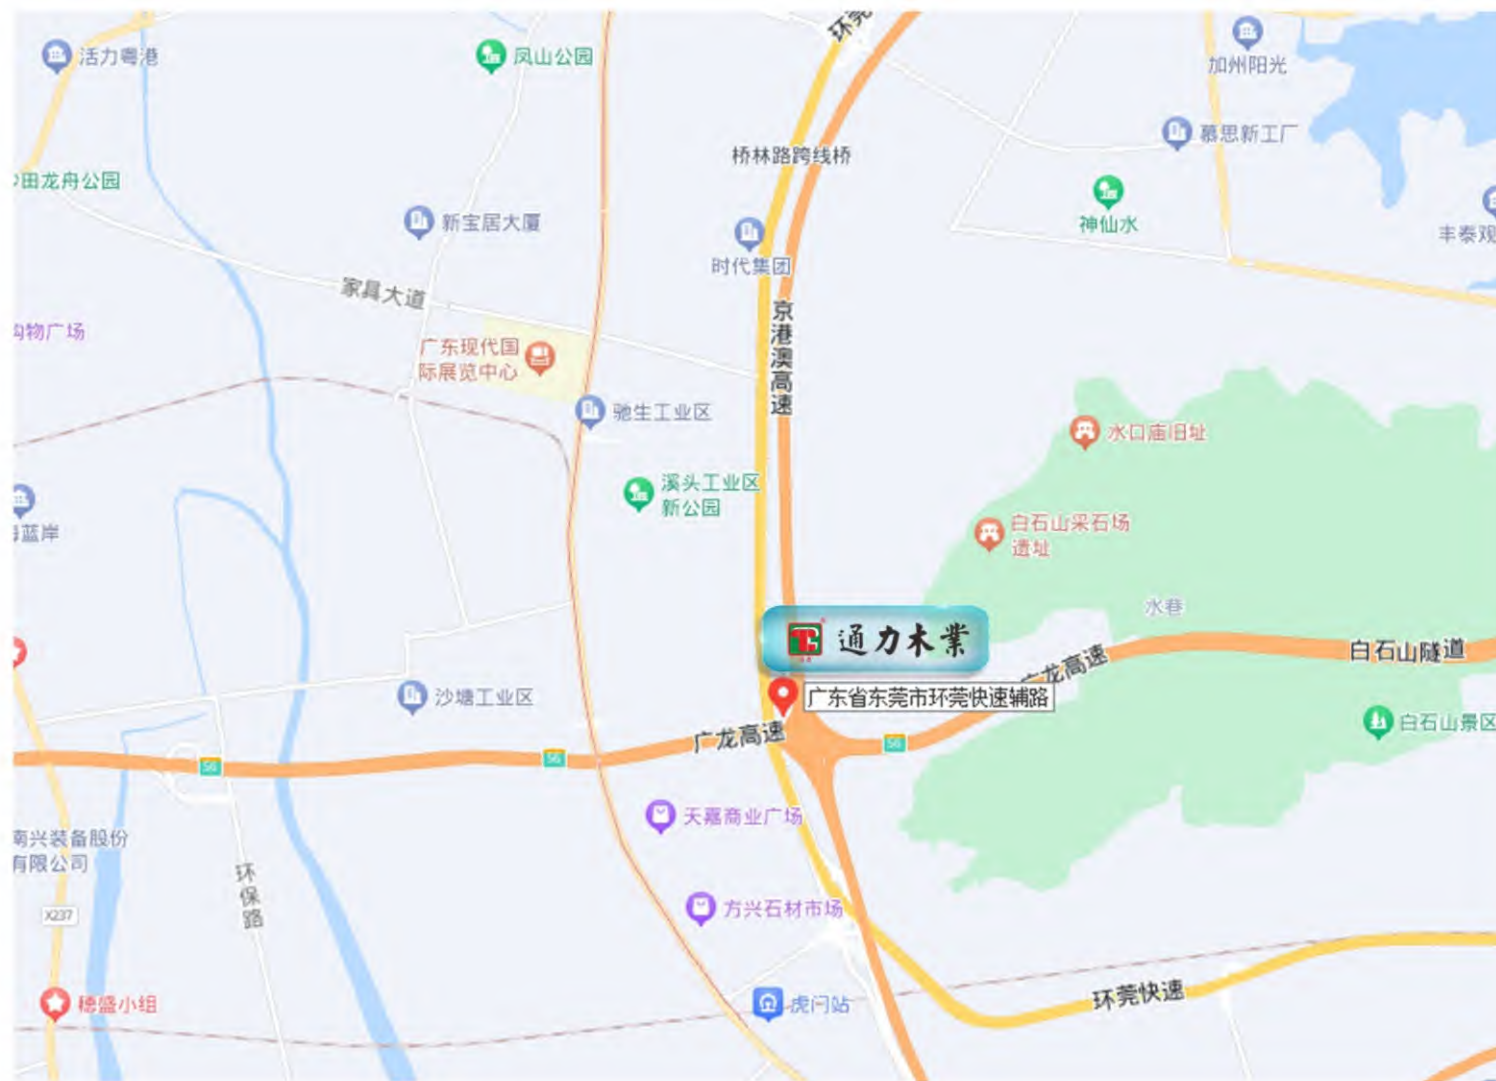 环莞
活力粤港
凤山公园
加州阳光
慕思新工厂
桥林路跨线桥
田龙舟公园
神仙水
新宝居大厦
丰泰观
时代集团
家具大道
京港澳高速
购物广场
广东现代国
际展览中心
驰生工业区
水口庙旧址
溪头工业区
新公园
白石山采石场
遗址
蓝岸
水巷
通力木業
广龙高速
白石山隧道
沙塘工业区
广东省东莞市环莞快速辅路
白石山景区
广龙高速
S6
S6
S6
天嘉商业广场
南兴装备股份
有限公司
环保路
X237
方兴石材市场
穗盛小组
虎门站
环莞快速